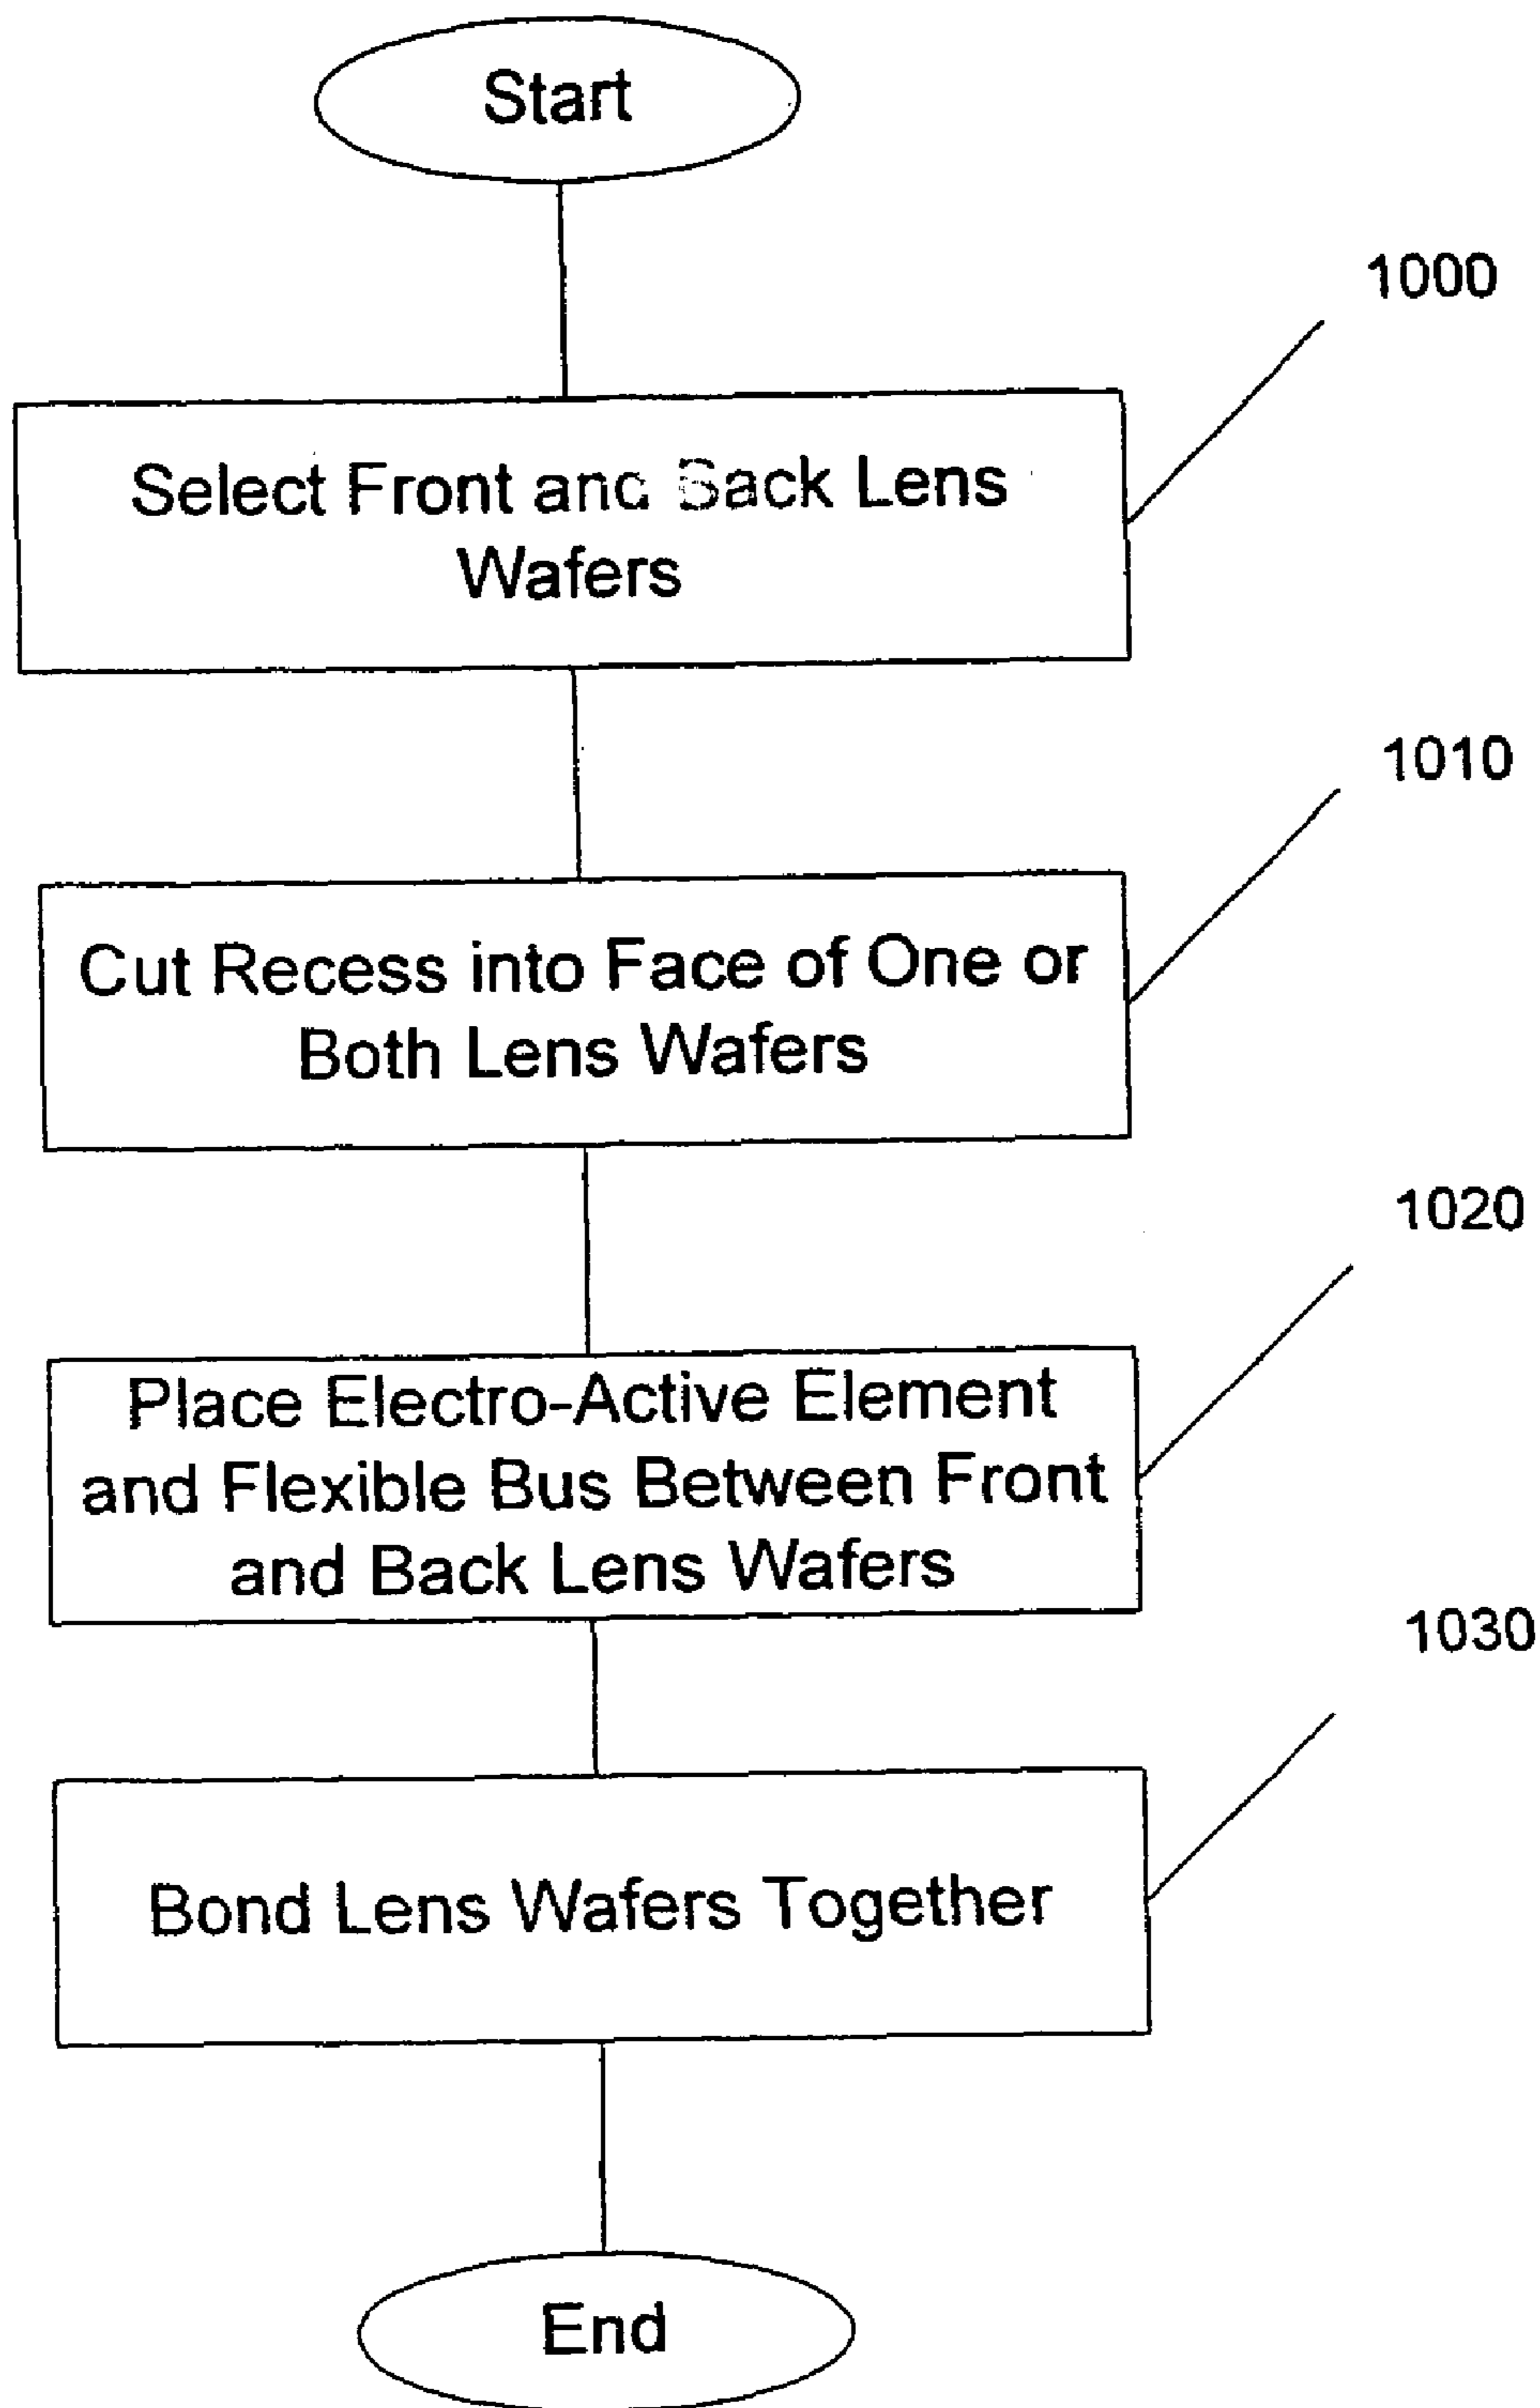 Start
1000
Select Front and Back Lens
Wafers
1010
Cut Recess into Face of One or
Both Lens Wafers
1020
Place Electro-Active Element
and Flexible Bus Between Front
and Back Lens Wafers
1030
Bond Lens Wafers Together
End